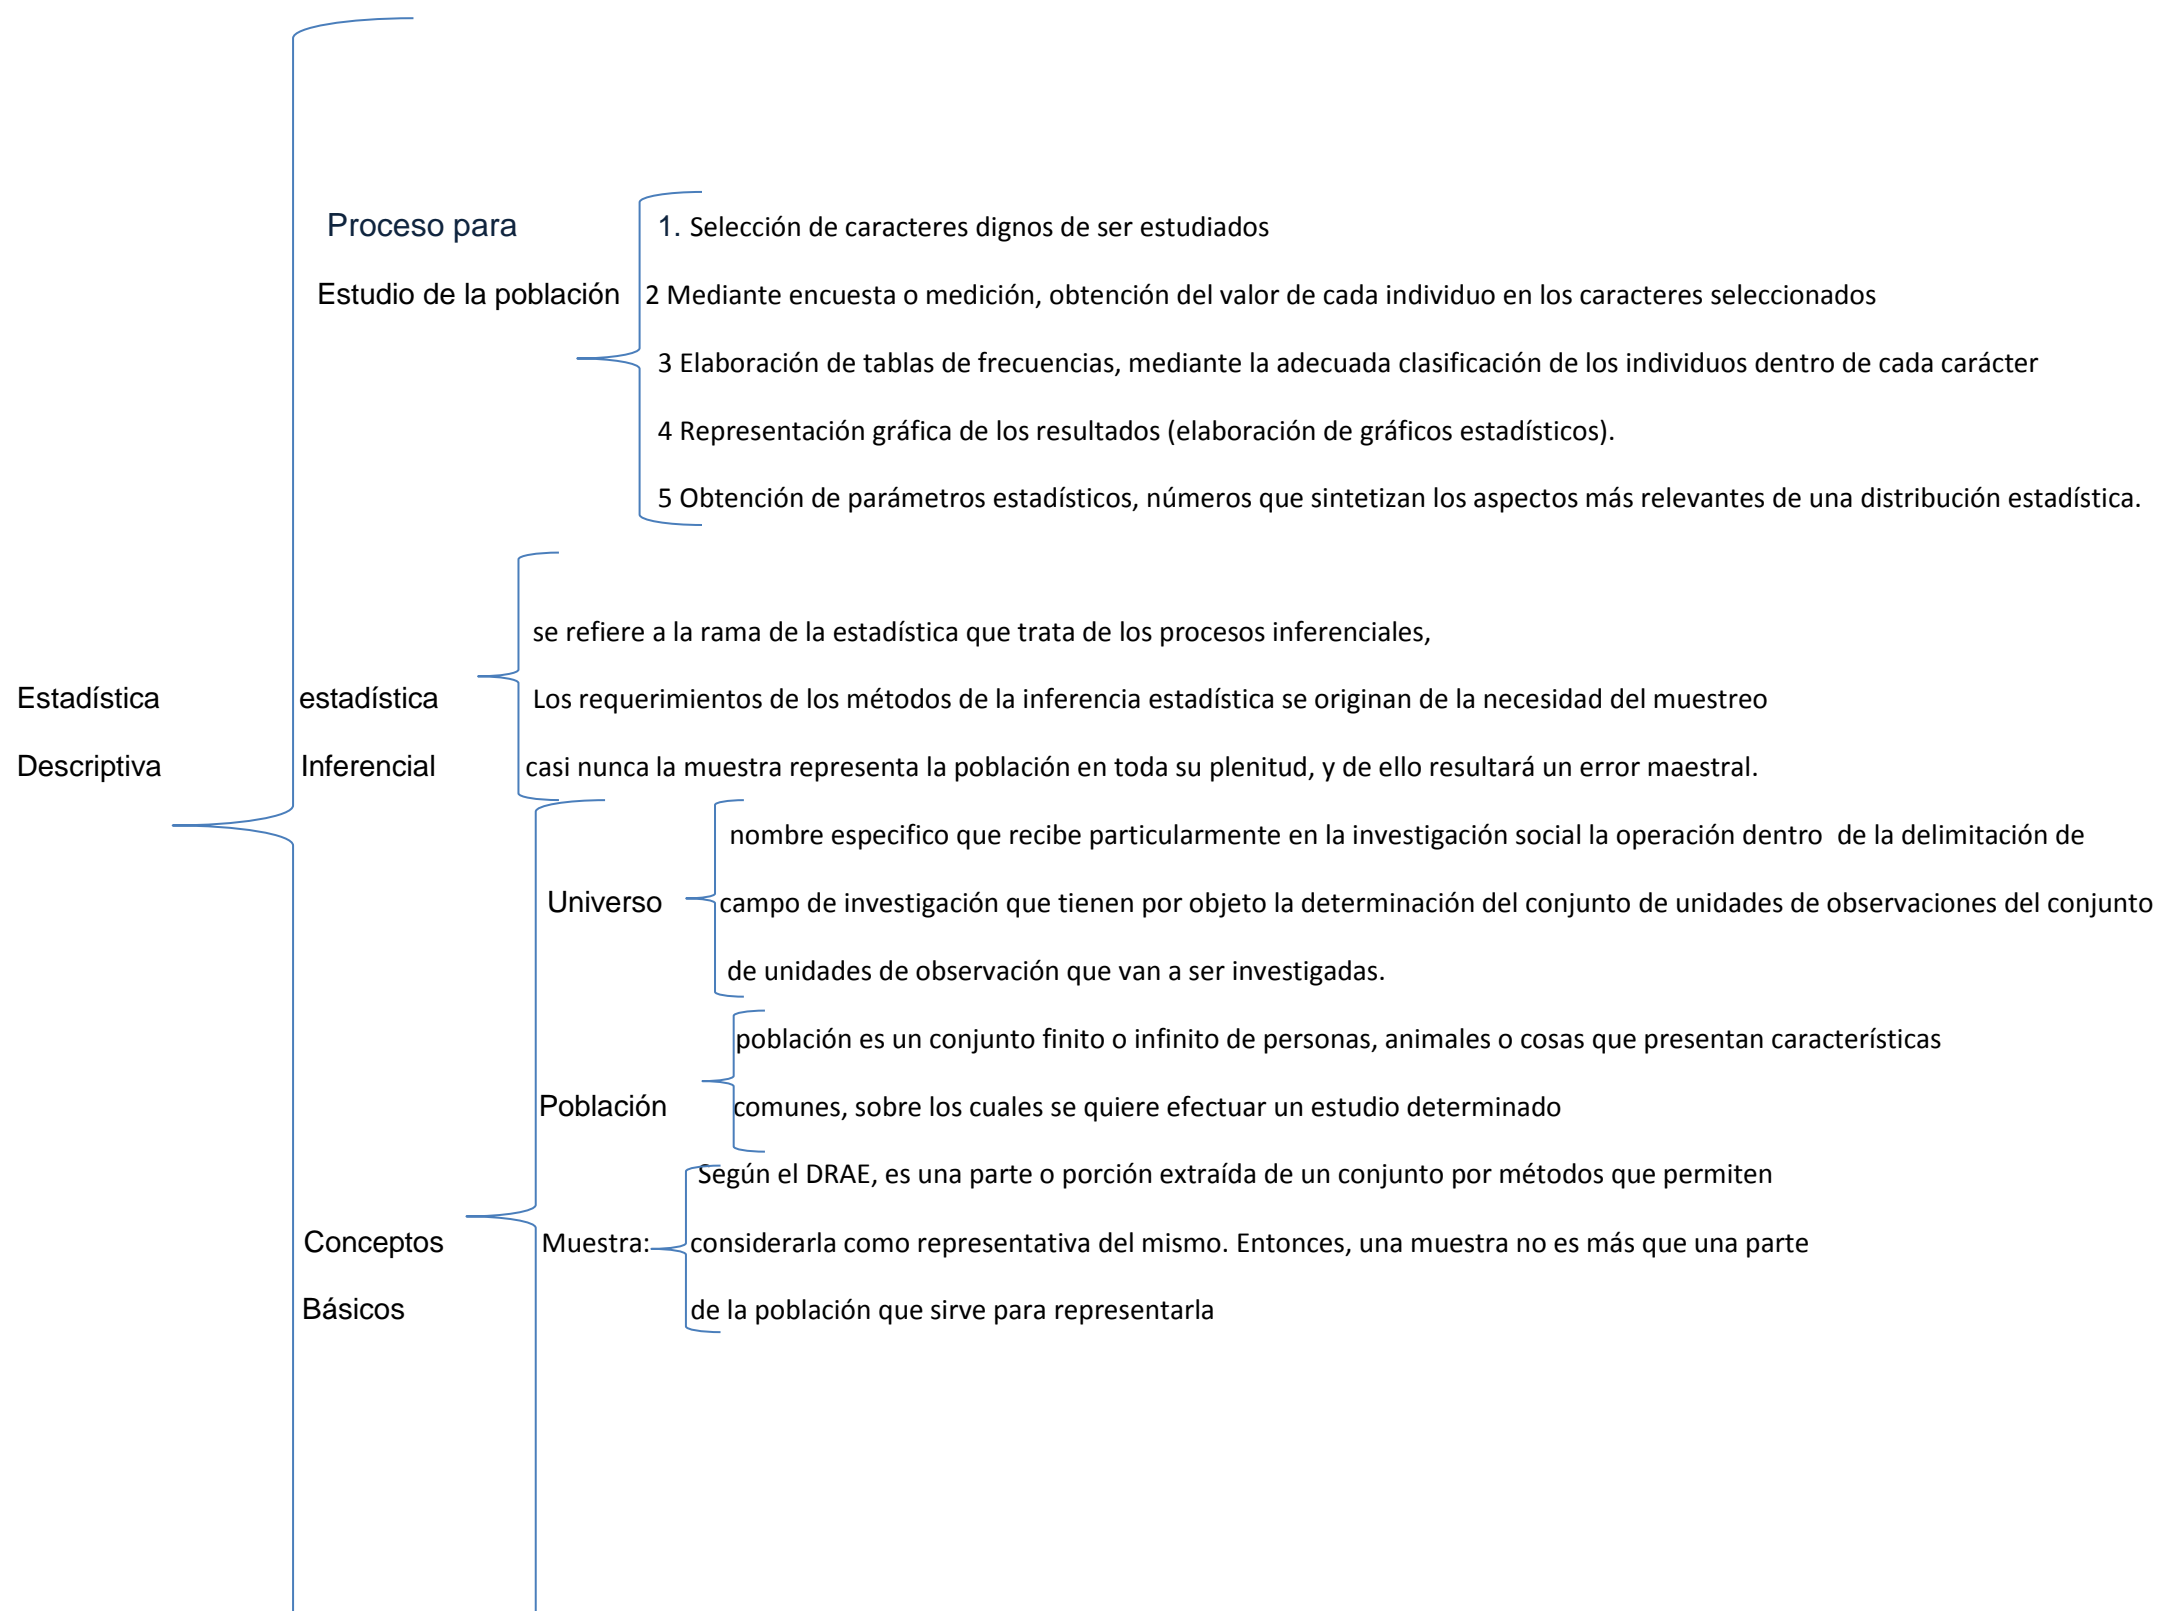 Proceso para
1. Selección de caracteres dignos de ser estudiados
Estudio de la población
2 Mediante encuesta o medición, obtención del valor de cada individuo en los caracteres seleccionados
3 Elaboración de tablas de frecuencias, mediante la adecuada clasificación de los individuos dentro de cada carácter
4 Representación gráfica de los resultados (elaboración de gráficos estadísticos).
5 Obtención de parámetros estadísticos, números que sintetizan los aspectos más relevantes de una distribución estadística.
se refiere a la rama de la estadística que trata de los procesos inferenciales,
Estadística
estadística
Los requerimientos de los métodos de la inferencia estadística se originan de la necesidad del muestreo
Descriptiva
Inferencial
casi nunca la muestra representa la población en toda su plenitud, y de ello resultará un error maestral.
nombre especifico que recibe particularmente en la investigación social la operación dentro de la delimitación de
Universo
campo de investigación que tienen por objeto la determinación del conjunto de unidades de observaciones del conjunto
de unidades de observación que van a ser investigadas.
población es un conjunto finito o infinito de personas, animales o cosas que presentan características
Población
comunes, sobre los cuales se quiere efectuar un estudio determinado
Según el DRAE, es una parte o porción extraída de un conjunto por métodos que permiten
Conceptos
Muestra:
considerarla como representativa del mismo. Entonces, una muestra no es más que una parte
Básicos
de la población que sirve para representarla